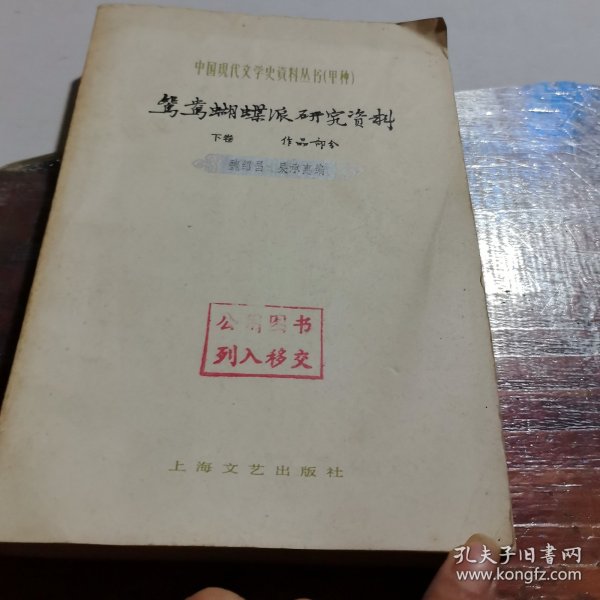 中国现代文学史资料丛书(甲种)
鸳鸯蝴蝶派研究资料
下卷 作品部分
魏绍昌 吴承惠编
公用图书
列入移交
上海文艺出版社
孔夫子旧书网
www.kongfz.com